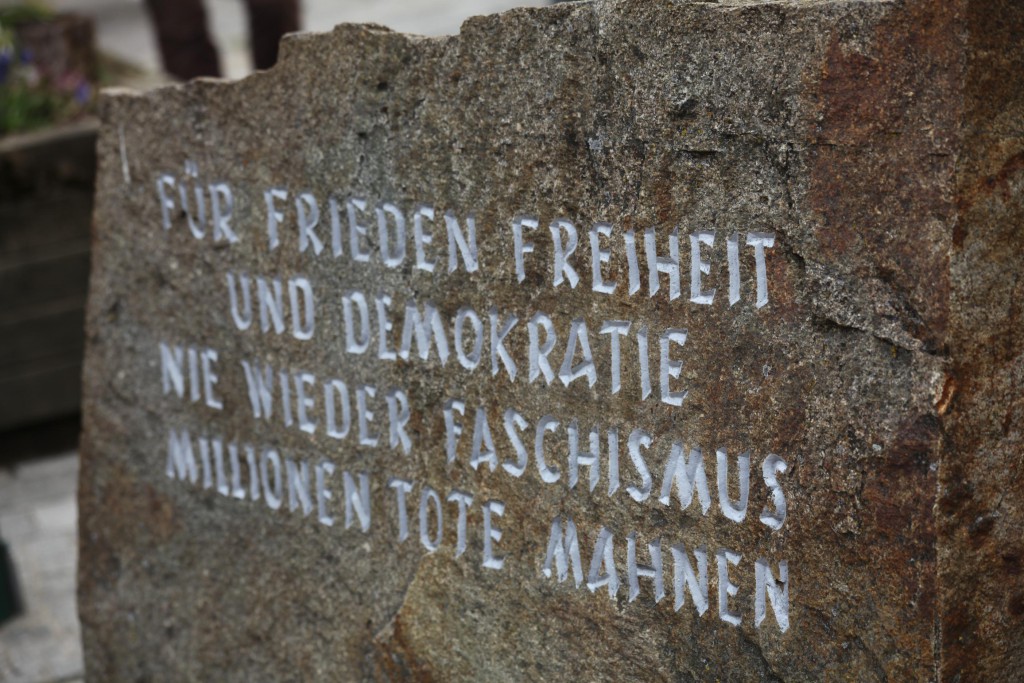 FÜR FRIEDEN FREIHEIT
UND DEMOKRATIE
NIE WIEDER FASCHISMUS
MILLIONEN TOTE MAHNEN